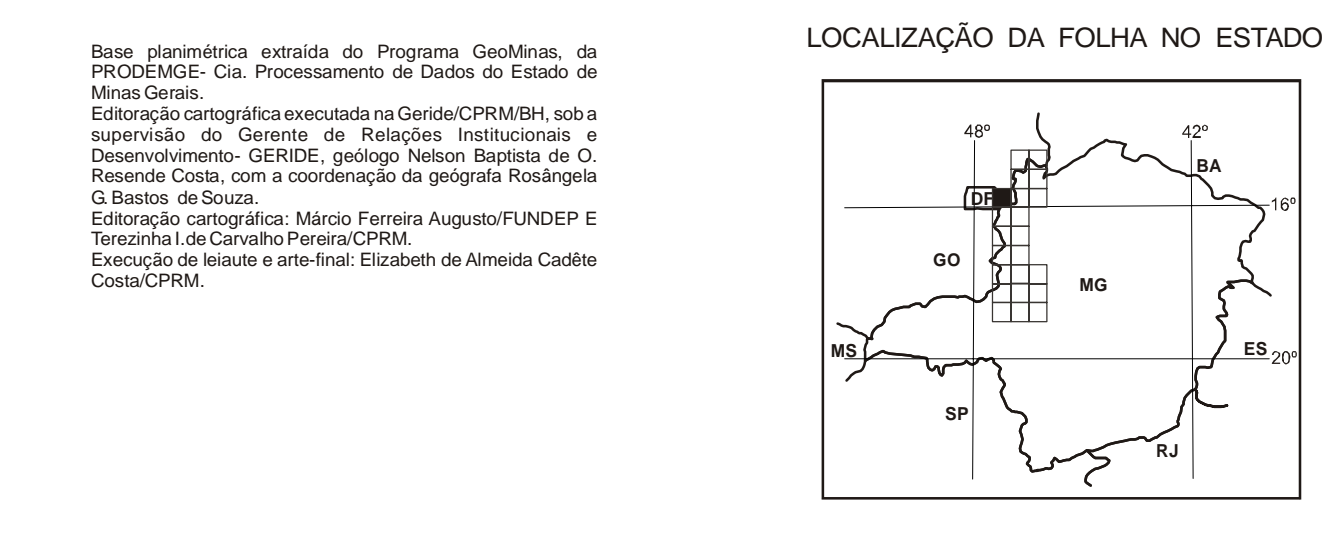 Base planimétrica extraída do Programa GeoMinas, da
PRODEMGE- Cia. Processamento de Dados do Estado de
Minas Gerais.
Editoração cartográfica executada na Geride/CPRM/BH, sob a
supervisão do Gerente de Relações Institucionais e
Desenvolvimento- GERIDE, geólogo Nelson Baptista de O.
Resende Costa, com a coordenação da geógrafa Rosângela
G. Bastos de Souza.
Editoração cartográfica: Márcio Ferreira Augusto/FUNDEP E
Terezinha I.de Carvalho Pereira/CPRM.
Execução de leiaute e arte-final: Elizabeth de Almeida Cadête
Costa/CPRM.
LOCALIZAÇÃO DA FOLHA NO ESTADO
48º 42º
BA
DF 16º
GO
MG
MS ES 20º
SP
RJ